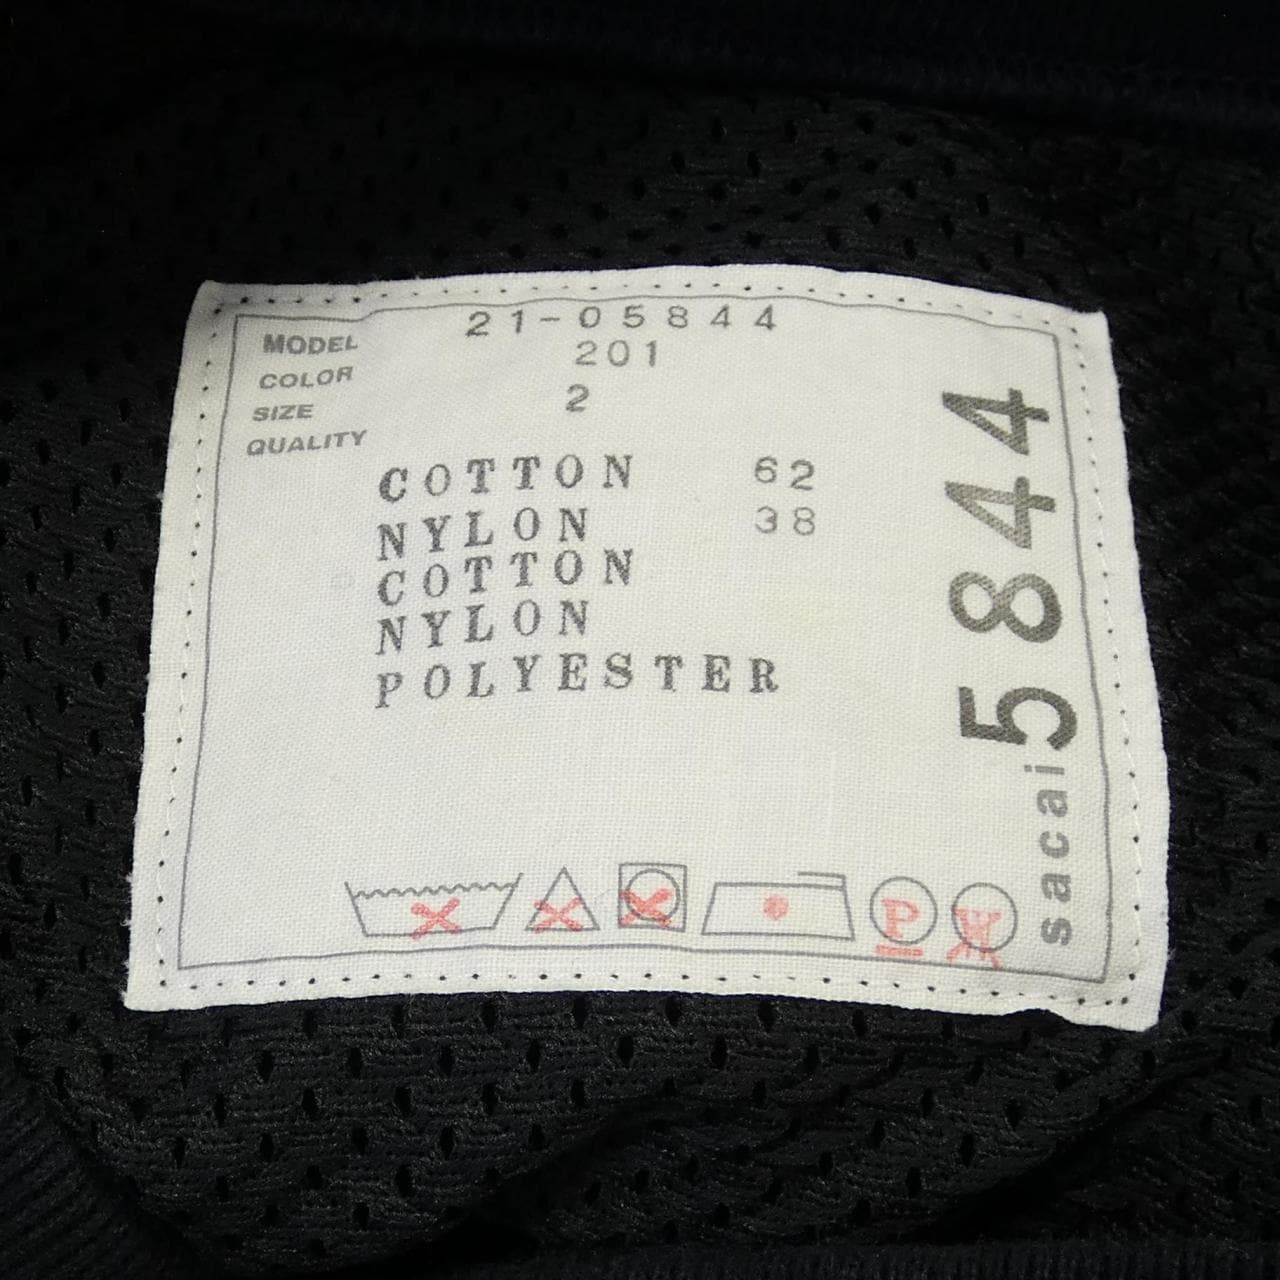 MODEL 21-05844
COLOR 201
SIZE 2
QUALITY
COTTON 62
NYLON 38
COTTON
NYLON
POLYESTER
P W
sacai 5844